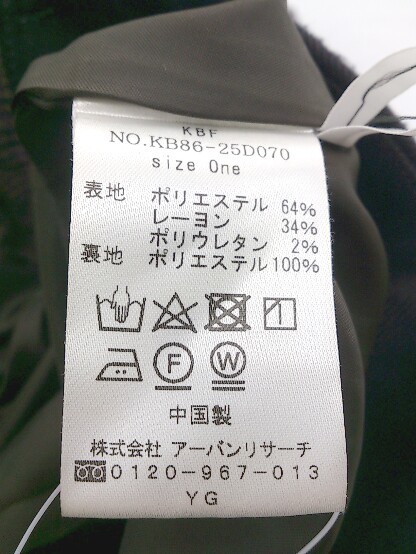 KBF
NO.KB86-25D070
size One
表地 ポリエステル 64%
レーヨン 34%
ポリウレタン 2%
裏地 ポリエステル 100%
F W
中国製
株式会社 アーバンリサーチ
0120-967-013
YG